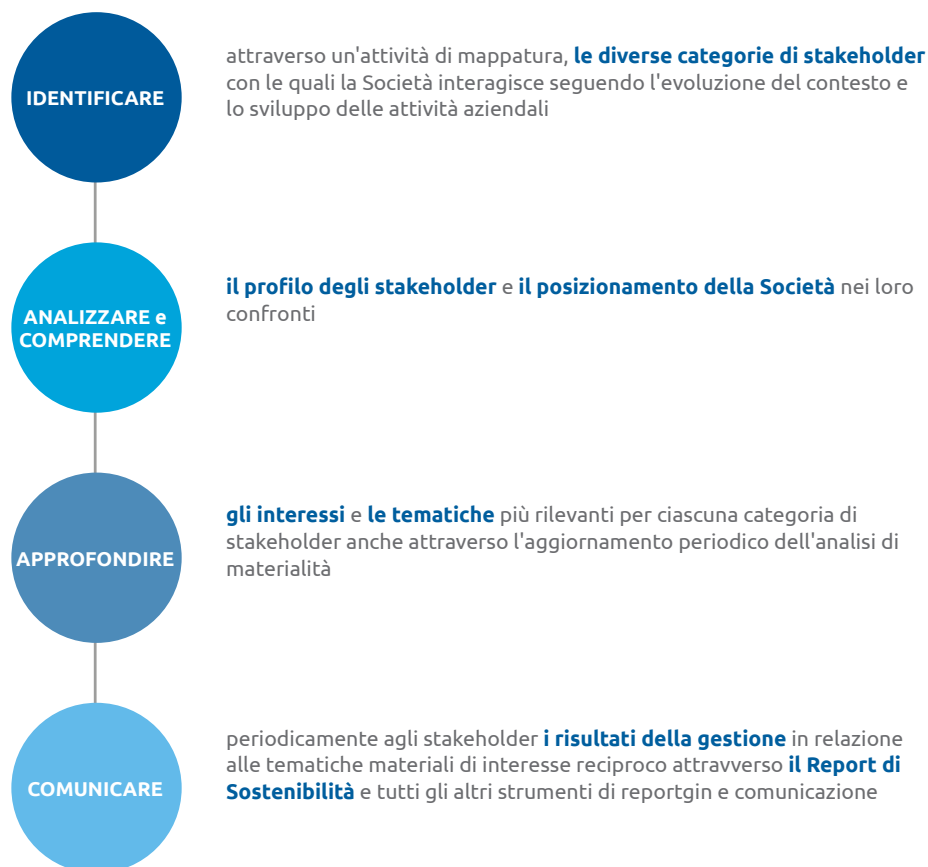 IDENTIFICARE
attraverso un'attività di mappatura, le diverse categorie di stakeholder
con le quali la Società interagisce seguendo l'evoluzione del contesto e
lo sviluppo delle attività aziendali
ANALIZZARE e
COMPRENDERE
il profilo degli stakeholder e il posizionamento della Società nei loro
confronti
APPROFONDIRE
gli interessi e le tematiche più rilevanti per ciascuna categoria di
stakeholder anche attraverso l'aggiornamento periodico dell'analisi di
materialità
COMUNICARE
periodicamente agli stakeholder i risultati della gestione in relazione
alle tematiche materiali di interesse reciproco attravverso il Report di
Sostenibilità e tutti gli altri strumenti di reportgin e comunicazione